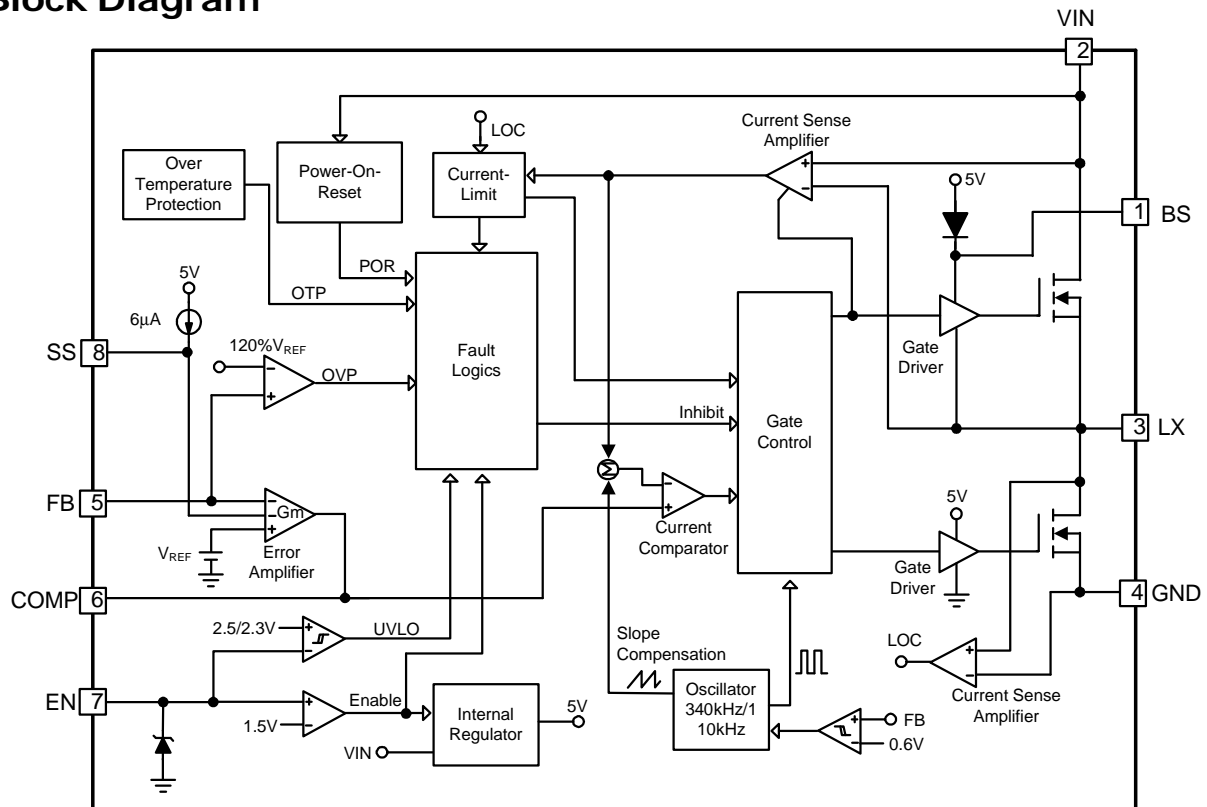 Block Diagram
VIN
2
LOC
Current Sense
Amplifier
Over
Temperature
Protection
Power-On-
Reset
Current-
Limit
+
-
5V
1
BS
POR
OTP
5V
6μA
SS
8
120%VREF
-
+
OVP
Fault
Logics
Gate
Driver
Inhibit
Gate
Control
3
LX
Σ
FB
5
-
-
+
Gm
Error
Amplifier
VREF
-
+
Current
Comparator
5V
Gate
Driver
COMP
6
4
GND
2.5/2.3V
+
-
UVLO
Slope
Compensation
LOC
+
-
Current Sense
Amplifier
EN
7
+
-
1.5V
Enable
Internal
Regulator
5V
VIN
Oscillator
340kHz/1
10kHz
+
-
FB
0.6V